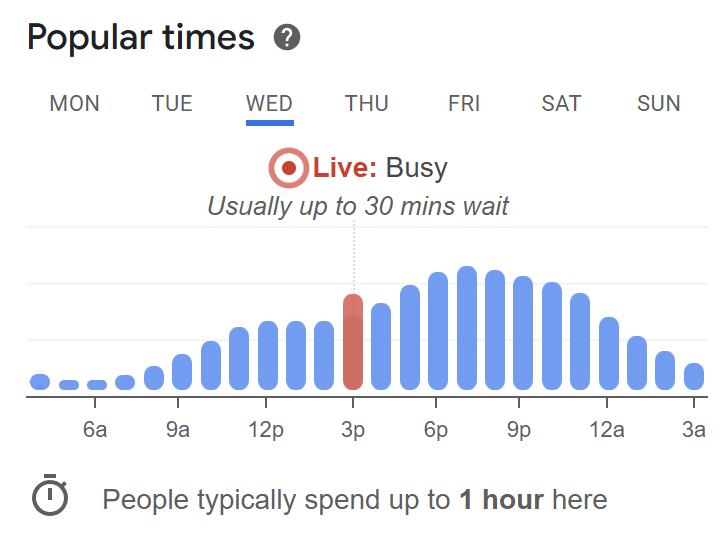 Popular times ?
MON TUE WED THU FRI SAT SUN
Live: Busy
Usually up to 30 mins wait
6a 9a 12p 3p 6p 9p 12a 3a
People typically spend up to 1 hour here